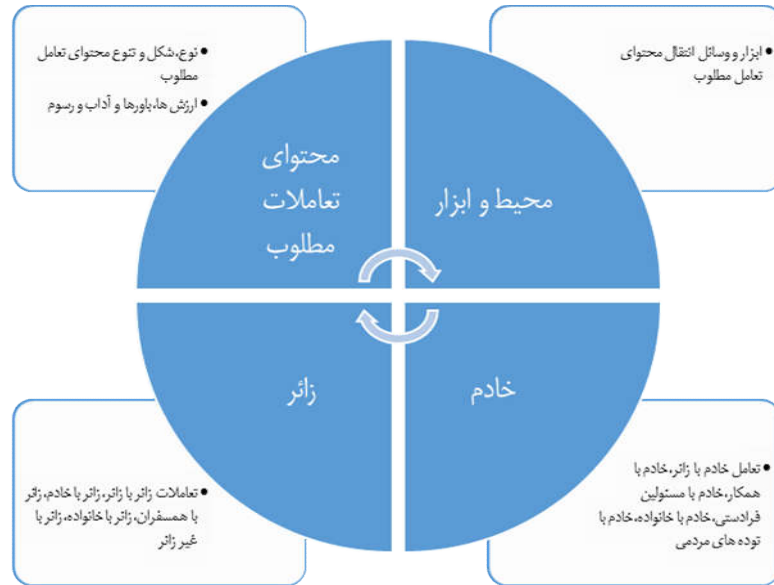 ابزار و وسائل انتقال محتوای
تعامل مطلوب
نوع،شکل و تنوع محتوای تعامل
مطلوب
ارزش ها،باورها و آداب و رسوم
محیط و ابزار
محتوای
تعاملات
مطلوب
خادم
زائر
تعامل خادم با زائر،خادم با
همکار،خادم با مسئولین
فرادستی،خادم با خانواده،خادم با
توده های مردمی
تعاملات زائر با زائر،زائر با خادم،زائر
با همسفران،زائر با خانواده،زائر با
غیر زائر